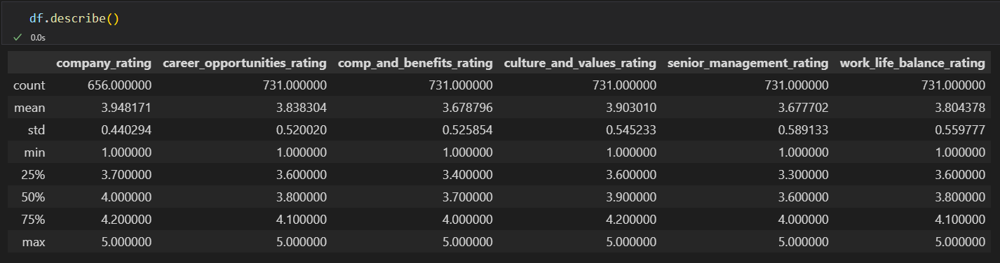 df.describe()
0.0s
company_rating career_opportunities_rating comp_and_benefits_rating culture_and_values_rating senior_management_rating work_life_balance_rating
count 656.000000 731.000000 731.000000 731.000000 731.000000 731.000000
mean 3.948171 3.838304 3.678796 3.903010 3.677702 3.804378
std 0.440294 0.520020 0.525854 0.545233 0.589133 0.559777
min 1.000000 1.000000 1.000000 1.000000 1.000000 1.000000
25% 3.700000 3.600000 3.400000 3.600000 3.300000 3.600000
50% 4.000000 3.800000 3.700000 3.900000 3.600000 3.800000
75% 4.200000 4.100000 4.000000 4.200000 4.000000 4.100000
max 5.000000 5.000000 5.000000 5.000000 5.000000 5.000000